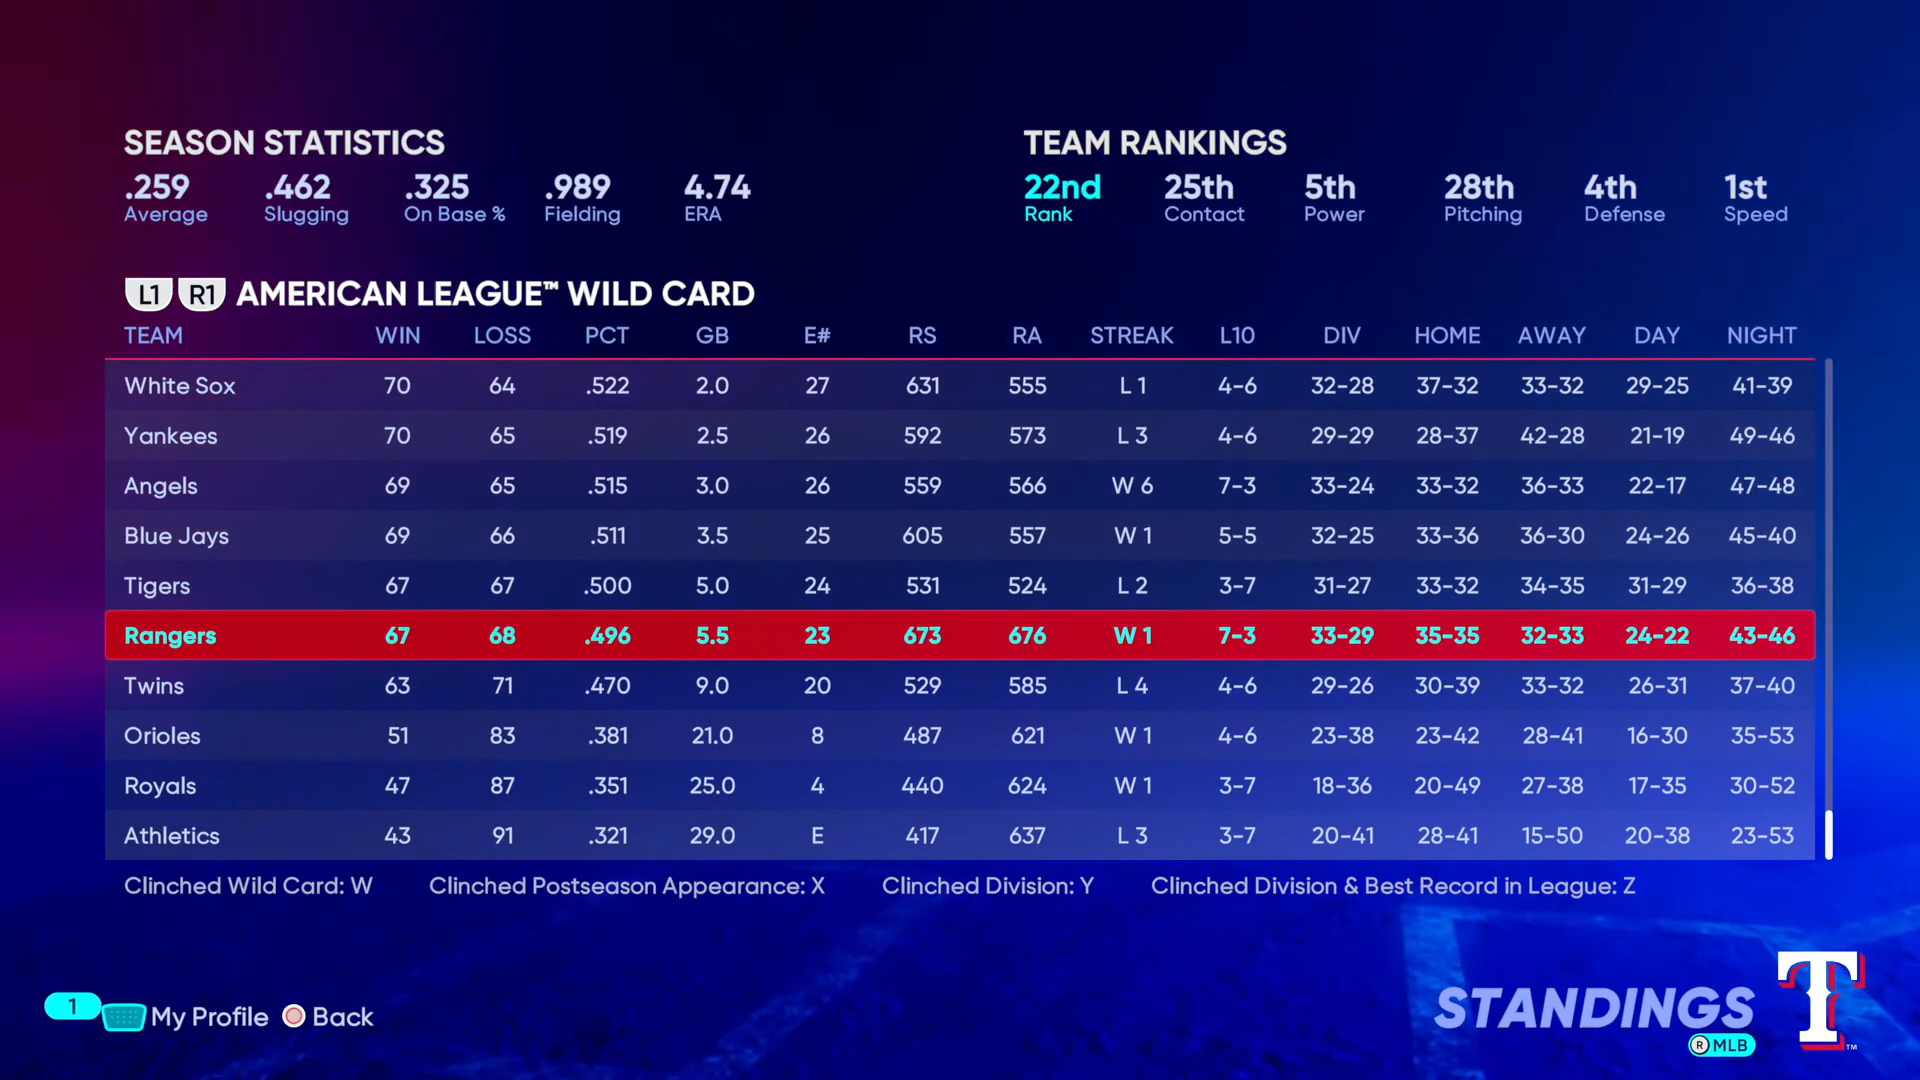 SEASON STATISTICS
.259 .462 .325 .989 4.74
Average Slugging On Base % Fielding ERA
TEAM RANKINGS
22nd 25th 5th 28th 4th 1st
Rank Contact Power Pitching Defense Speed
L1 R1 AMERICAN LEAGUE™ WILD CARD
TEAM WIN LOSS PCT GB E# RS RA STREAK L10 DIV HOME AWAY DAY NIGHT
White Sox 70 64 .522 2.0 27 631 555 L 1 4-6 32-28 37-32 33-32 29-25 41-39
Yankees 70 65 .519 2.5 26 592 573 L 3 4-6 29-29 28-37 42-28 21-19 49-46
Angels 69 65 .515 3.0 26 559 566 W 6 7-3 33-24 33-32 36-33 22-17 47-48
Blue Jays 69 66 .511 3.5 25 605 557 W 1 5-5 32-25 33-36 36-30 24-26 45-40
Tigers 67 67 .500 5.0 24 531 524 L 2 3-7 31-27 33-32 34-35 31-29 36-38
Rangers 67 68 .496 5.5 23 673 676 W 1 7-3 33-29 35-35 32-33 24-22 43-46
Twins 63 71 .470 9.0 20 529 585 L 4 4-6 29-26 30-39 33-32 26-31 37-40
Orioles 51 83 .381 21.0 8 487 621 W 1 4-6 23-38 23-42 28-41 16-30 35-53
Royals 47 87 .351 25.0 4 440 624 W 1 3-7 18-36 20-49 27-38 17-35 30-52
Athletics 43 91 .321 29.0 E 417 637 L 3 3-7 20-41 28-41 15-50 20-38 23-53
Clinched Wild Card: W Clinched Postseason Appearance: X Clinched Division: Y Clinched Division & Best Record in League: Z
1 My Profile Back
STANDINGS
R MLB
T™